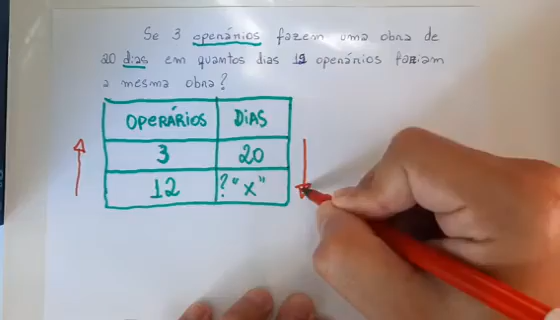 Se 3 operários fazem uma obra de
20 dias em quantos dias 12 operários fariam
a mesma obra?
OPERÁRIOS DIAS
3 20
12 ? "x"